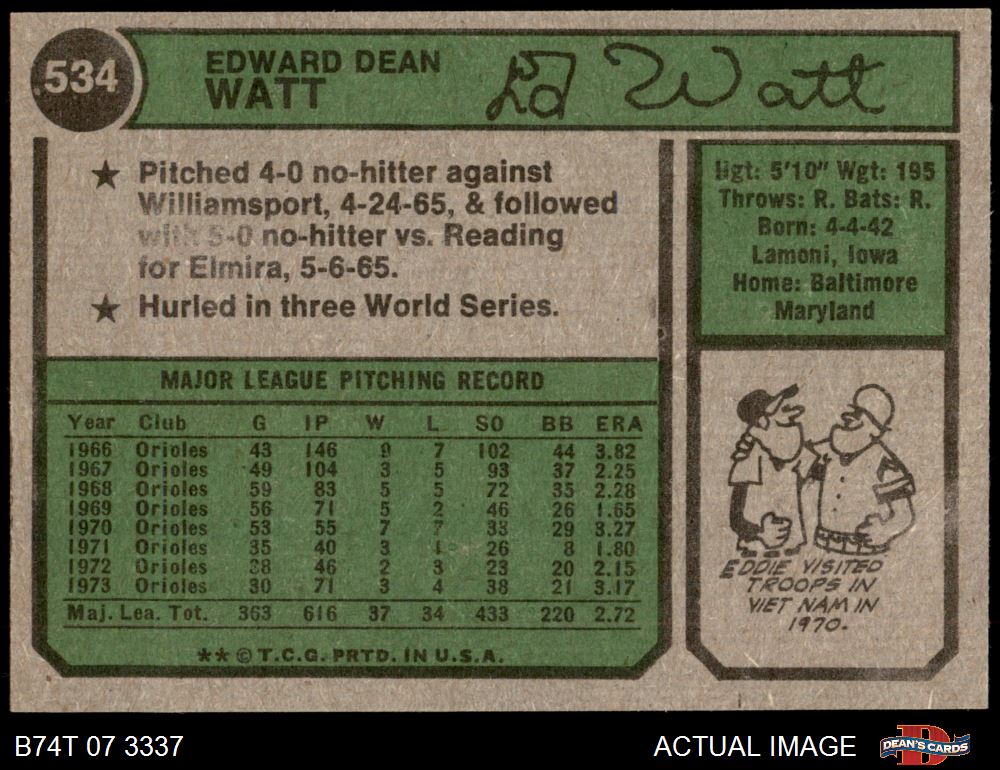 534
EDWARD DEAN
WATT
Ed Watt
★ Pitched 4-0 no-hitter against
Williamsport, 4-24-65, & followed
with 5-0 no-hitter vs. Reading
for Elmira, 5-6-65.
★ Hurled in three World Series.
Hgt: 5'10" Wgt: 195
Throws: R. Bats: R.
Born: 4-4-42
Lamoni, Iowa
Home: Baltimore
Maryland
MAJOR LEAGUE PITCHING RECORD
Year Club G IP W L SO BB ERA
1966 Orioles 43 146 9 7 102 44 3.82
1967 Orioles 49 104 3 5 93 37 2.25
1968 Orioles 59 83 5 5 72 35 2.28
1969 Orioles 56 71 5 2 46 26 1.65
1970 Orioles 53 55 7 7 33 29 3.27
1971 Orioles 35 40 3 1 26 8 1.80
1972 Orioles 38 46 2 3 23 20 2.15
1973 Orioles 30 71 3 4 38 21 3.17
Maj. Lea. Tot. 363 616 37 34 433 220 2.72
**© T.C.G. PRTD. IN U.S.A.
EDDIE VISITED
TROOPS IN
VIET NAM IN
1970.
B74T 07 3337
ACTUAL IMAGE
D
DEAN'S CARDS